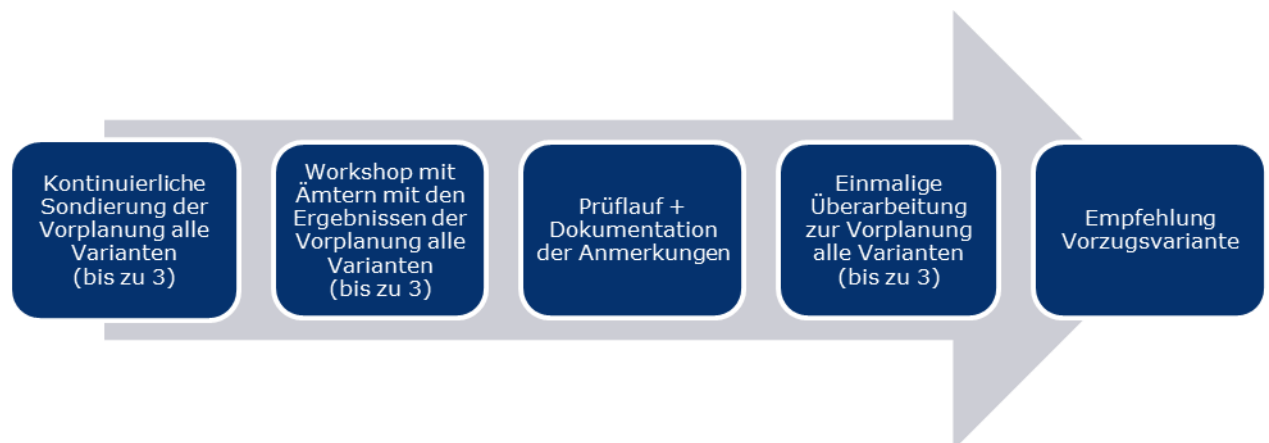 Kontinuierliche
Sondierung der
Vorplanung alle
Varianten
(bis zu 3)
Workshop mit
Ämtern mit den
Ergebnissen der
Vorplanung alle
Varianten
(bis zu 3)
Prüflauf +
Dokumentation
der Anmerkungen
Einmalige
Überarbeitung
zur Vorplanung
alle Varianten
(bis zu 3)
Empfehlung
Vorzugsvariante